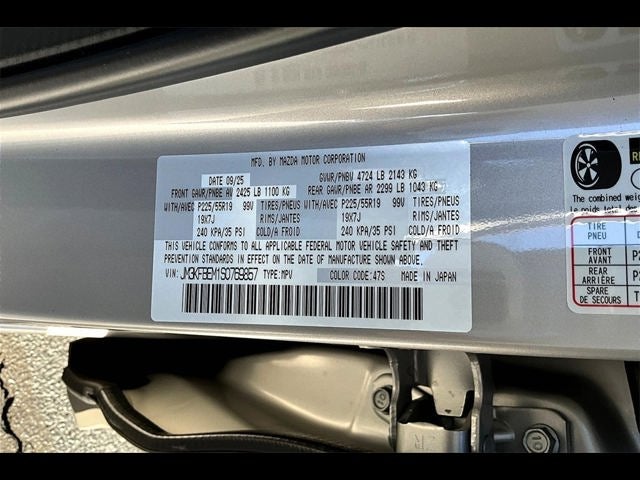 MFD. BY MAZDA MOTOR CORPORATION
DATE 09/25 GVWR/PNBV 4724 LB 2143 KG
FRONT GAWR/PNBE AV 2425 LB 1100 KG REAR GAWR/PNBE AR 2299 LB 1043 KG
WITH/AVEC P225/55R19 99V TIRES/PNEUS WITH/AVEC P225/55R19 99V TIRES/PNEUS
19X7J RIMS/JANTES 19X7J RIMS/JANTES
240 KPA/35 PSI COLD/A FROID 240 KPA/35 PSI COLD/A FROID
THIS VEHICLE CONFORMS TO ALL APPLICABLE FEDERAL MOTOR VEHICLE SAFETY AND THEFT
PREVENTION STANDARDS IN EFFECT ON THE DATE OF MANUFACTURE SHOWN ABOVE.
VIN: JM3KFBEM1S0769857 TYPE:MPV COLOR CODE:47S MADE IN JAPAN
The combined
le poids total
TIRE
PNEU
FRONT
AVANT
REAR
ARRIERE
SPARE
DE SECOURS
10